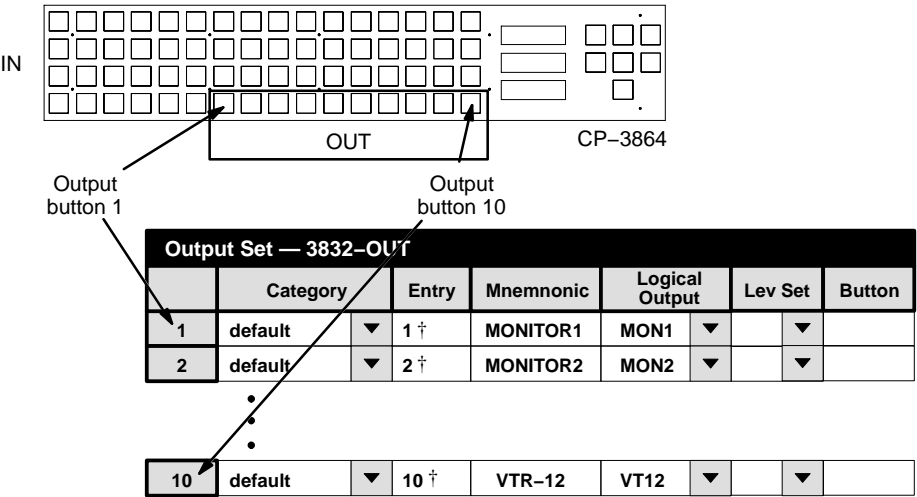 IN
OUT
CP−3864
Output
button 1
Output
button 10
Output Set — 3832−OUT
Category Entry Mnemnonic Logical Output Lev Set Button
1 default 1 † MONITOR1 MON1
2 default 2 † MONITOR2 MON2
10 default 10 † VTR−12 VT12